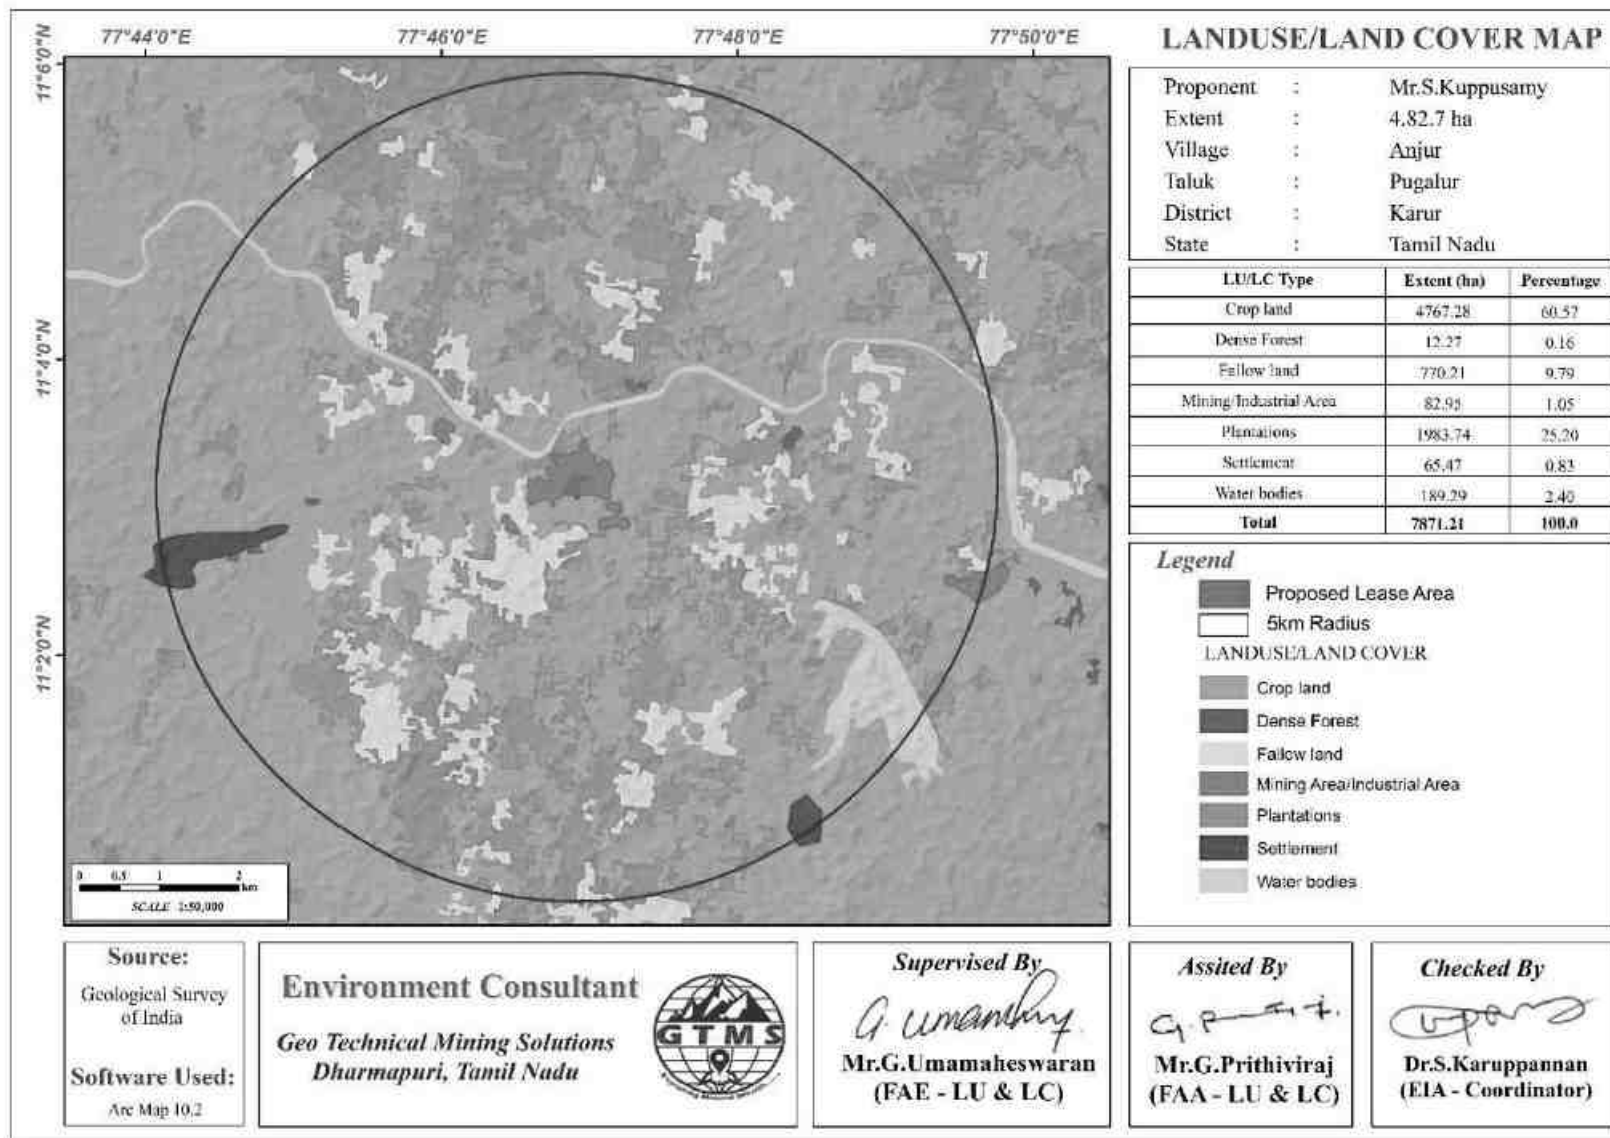 77°44'0"E 77°46'0"E 77°48'0"E 77°50'0"E
11°6'0"N
11°4'0"N
11°2'0"N
0 0.5 1 2
km
SCALE 1:50,000
LANDUSE/LAND COVER MAP
Proponent : Mr.S.Kuppusamy
Extent : 4.82.7 ha
Village : Anjur
Taluk : Pugalur
District : Karur
State : Tamil Nadu
LU/LC Type Extent (ha) Percentage
Crop land 4767.28 60.57
Dense Forest 12.27 0.16
Fallow land 770.21 9.79
Mining/Industrial Area 82.95 1.05
Plantations 1983.74 25.20
Settlement 65.47 0.83
Water bodies 189.29 2.40
Total 7871.21 100.0
Legend
Proposed Lease Area
5km Radius
LANDUSE/LAND COVER
Crop land
Dense Forest
Fallow land
Mining Area/Industrial Area
Plantations
Settlement
Water bodies
Source:
Geological Survey
of India
Software Used:
Arc Map 10.2
Environment Consultant
Geo Technical Mining Solutions
Dharmapuri, Tamil Nadu
GTMS
Supervised By
G. Umamhy
Mr.G.Umamaheswaran
(FAE - LU & LC)
Assited By
Mr.G.Prithiviraj
(FAA - LU & LC)
Checked By
Dr.S.Karuppannan
(EIA - Coordinator)